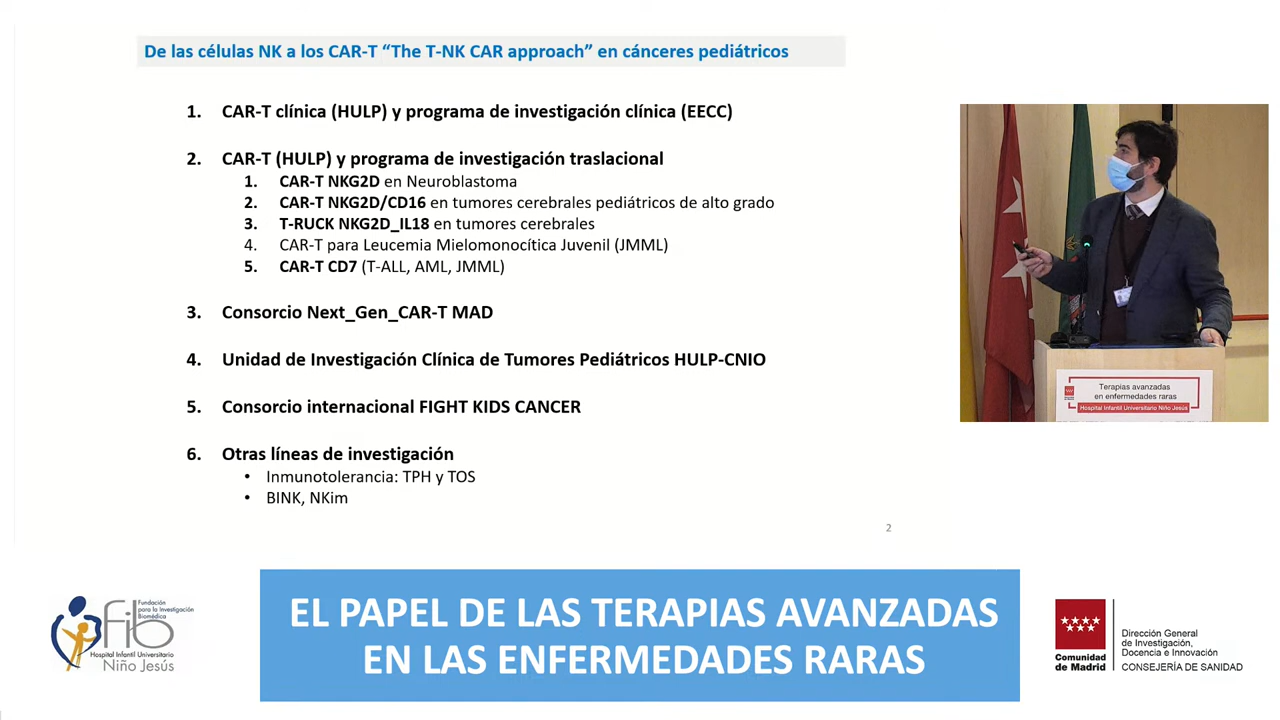 De las células NK a los CAR-T “The T-NK CAR approach” en cánceres pediátricos
1. CAR-T clínica (HULP) y programa de investigación clínica (EECC)
2. CAR-T (HULP) y programa de investigación traslacional
1. CAR-T NKG2D en Neuroblastoma
2. CAR-T NKG2D/CD16 en tumores cerebrales pediátricos de alto grado
3. T-RUCK NKG2D_IL18 en tumores cerebrales
4. CAR-T para Leucemia Mielomonocítica Juvenil (JMML)
5. CAR-T CD7 (T-ALL, AML, JMML)
3. Consorcio Next_Gen_CAR-T MAD
4. Unidad de Investigación Clínica de Tumores Pediátricos HULP-CNIO
5. Consorcio internacional FIGHT KIDS CANCER
6. Otras líneas de investigación
• Inmunotolerancia: TPH y TOS
• BINK, NKim
2
Terapias avanzadas
en enfermedades raras
Hospital Infantil Universitario Niño Jesús
Fundación
para la Investigación
Biomédica
fib
Hospital Infantil Universitario
Niño Jesús
EL PAPEL DE LAS TERAPIAS AVANZADAS
EN LAS ENFERMEDADES RARAS
Comunidad
de Madrid
Dirección General
de Investigación,
Docencia e Innovación
CONSEJERÍA DE SANIDAD